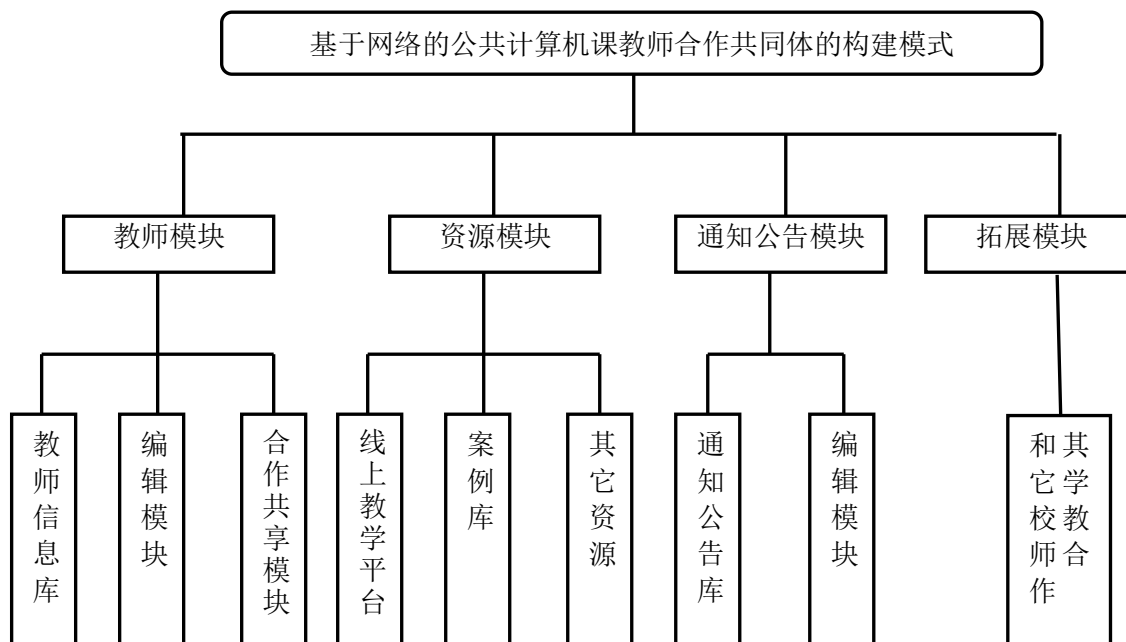 基于网络的公共计算机课教师合作共同体的构建模式
教师模块
资源模块
通知公告模块
拓展模块
教师信息库
编辑模块
合作共享模块
线上教学平台
案例库
其它资源
通知公告库
编辑模块
和其
它学
校教
师合
作